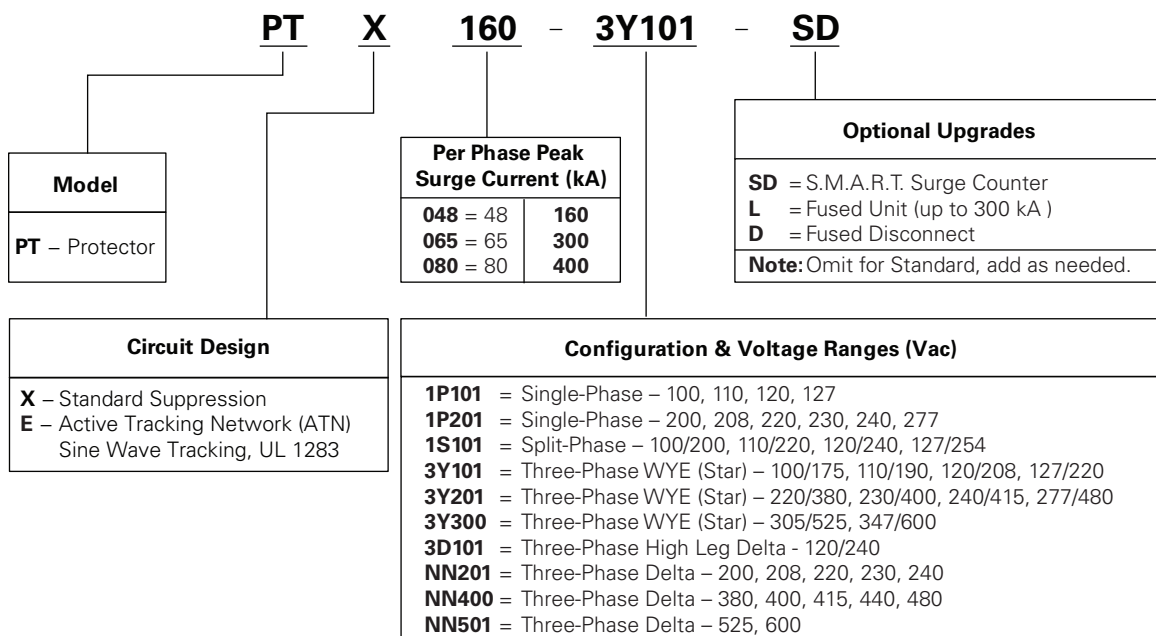 PT X 160 – 3Y101 – SD
Model
PT – Protector
Per Phase Peak
Surge Current (kA)
048 = 48 160
065 = 65 300
080 = 80 400
Optional Upgrades
SD = S.M.A.R.T. Surge Counter
L = Fused Unit (up to 300 kA )
D = Fused Disconnect
Note: Omit for Standard, add as needed.
Circuit Design
X – Standard Suppression
E – Active Tracking Network (ATN)
Sine Wave Tracking, UL 1283
Configuration & Voltage Ranges (Vac)
1P101 = Single-Phase – 100, 110, 120, 127
1P201 = Single-Phase – 200, 208, 220, 230, 240, 277
1S101 = Split-Phase – 100/200, 110/220, 120/240, 127/254
3Y101 = Three-Phase WYE (Star) – 100/175, 110/190, 120/208, 127/220
3Y201 = Three-Phase WYE (Star) – 220/380, 230/400, 240/415, 277/480
3Y300 = Three-Phase WYE (Star) – 305/525, 347/600
3D101 = Three-Phase High Leg Delta - 120/240
NN201 = Three-Phase Delta – 200, 208, 220, 230, 240
NN400 = Three-Phase Delta – 380, 400, 415, 440, 480
NN501 = Three-Phase Delta – 525, 600